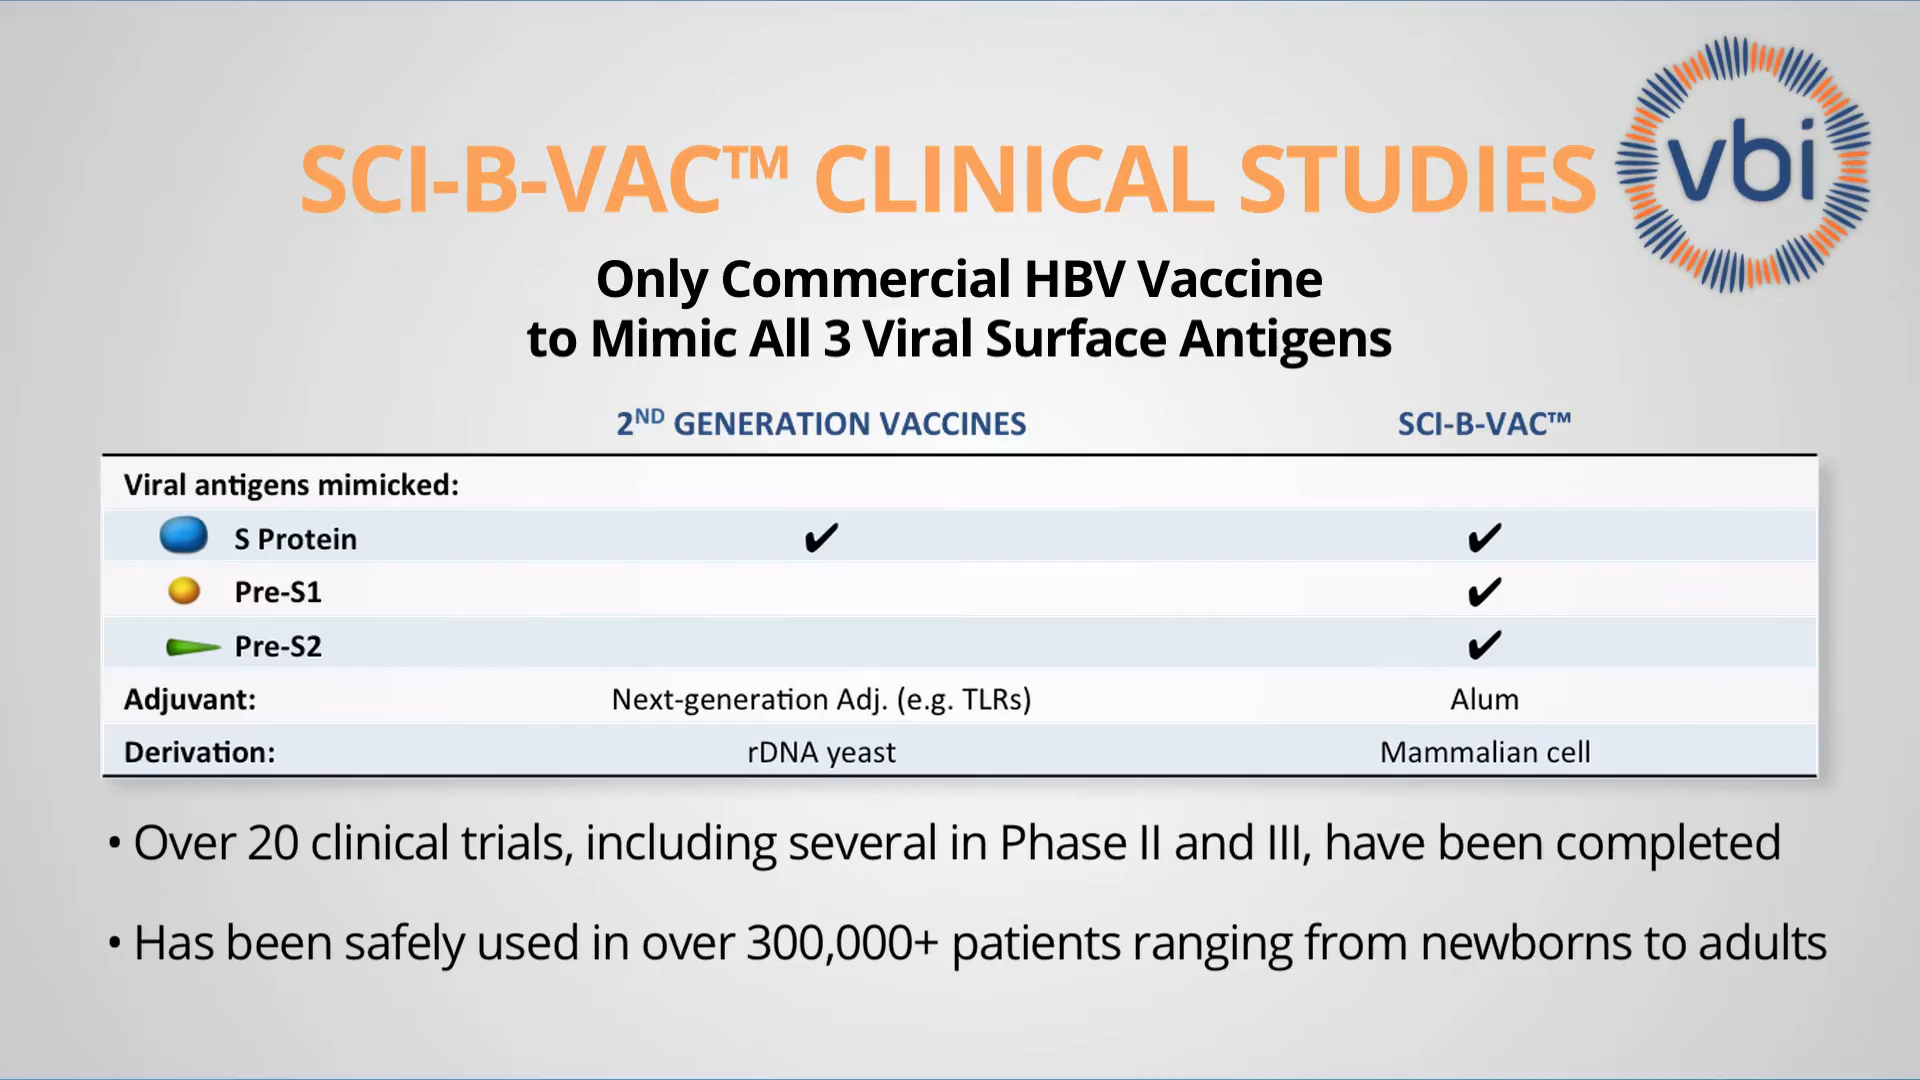 vbi
SCI-B-VAC™ CLINICAL STUDIES
Only Commercial HBV Vaccine
to Mimic All 3 Viral Surface Antigens
2ND GENERATION VACCINES SCI-B-VAC™
Viral antigens mimicked:
S Protein ✔ ✔
Pre-S1 ✔
Pre-S2 ✔
Adjuvant: Next-generation Adj. (e.g. TLRs) Alum
Derivation: rDNA yeast Mammalian cell
• Over 20 clinical trials, including several in Phase II and III, have been completed
• Has been safely used in over 300,000+ patients ranging from newborns to adults